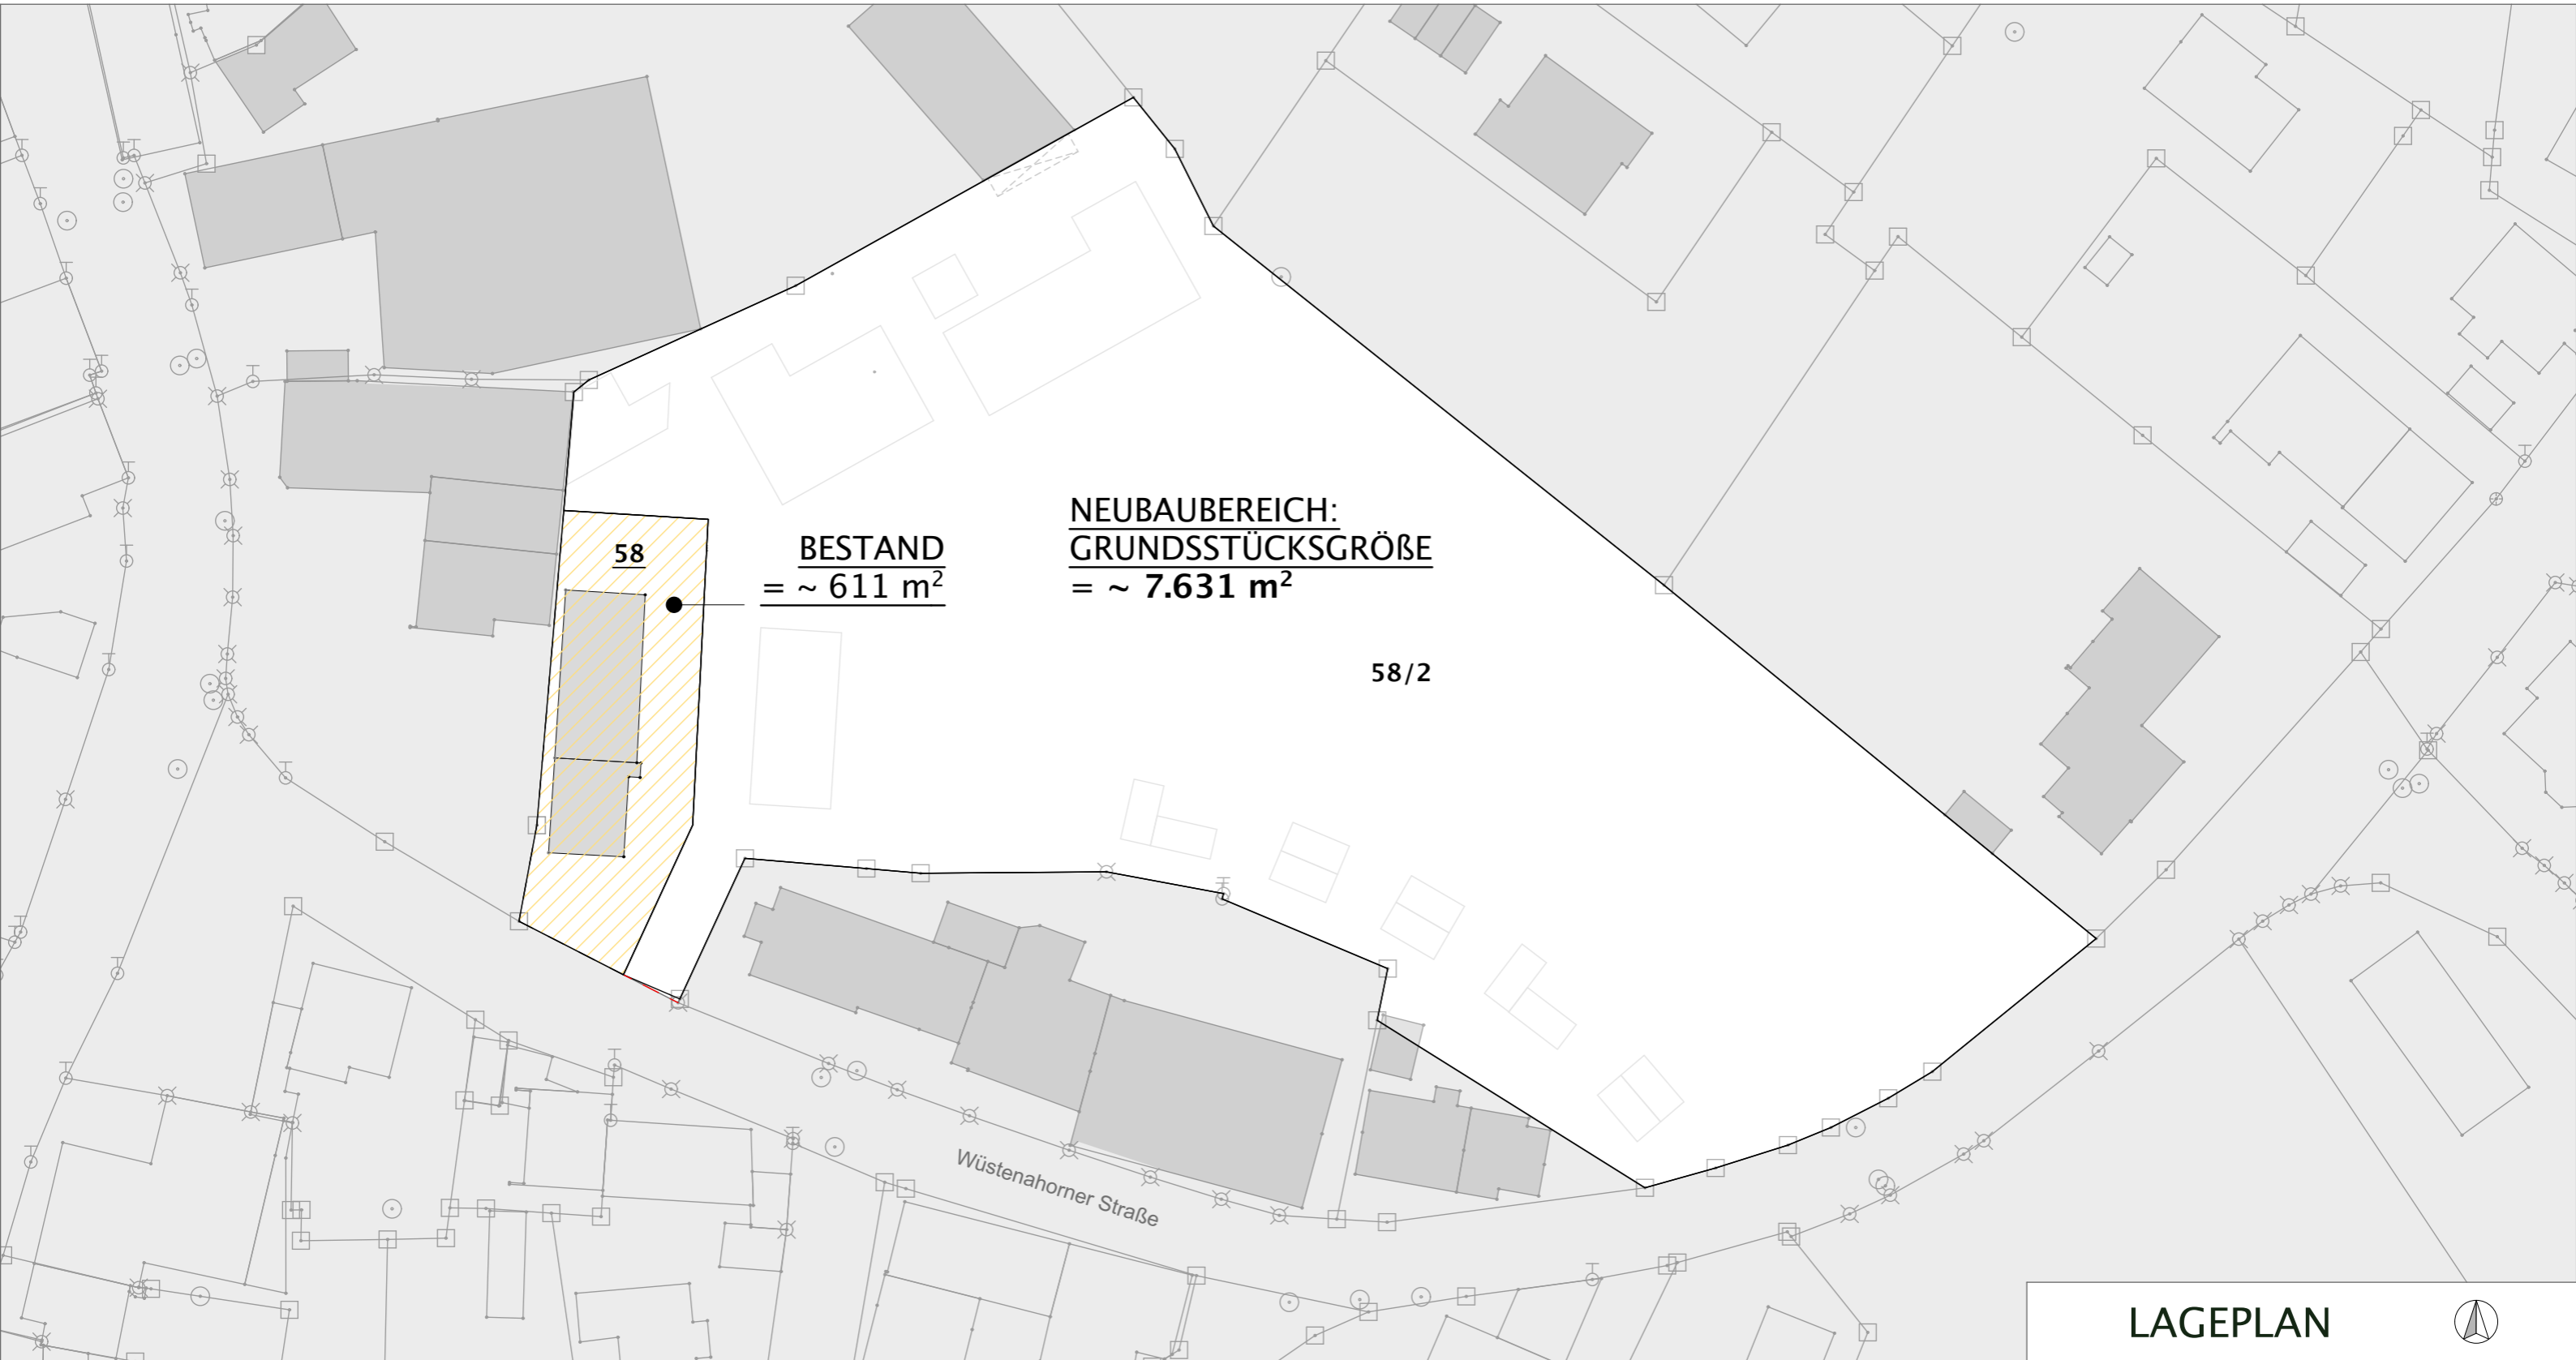 58
BESTAND
= ~ 611 m²
NEUBAUBEREICH:
GRUNDSSTÜCKSGRÖßE
= ~ 7.631 m²
58/2
Wüstenahorner Straße
LAGEPLAN